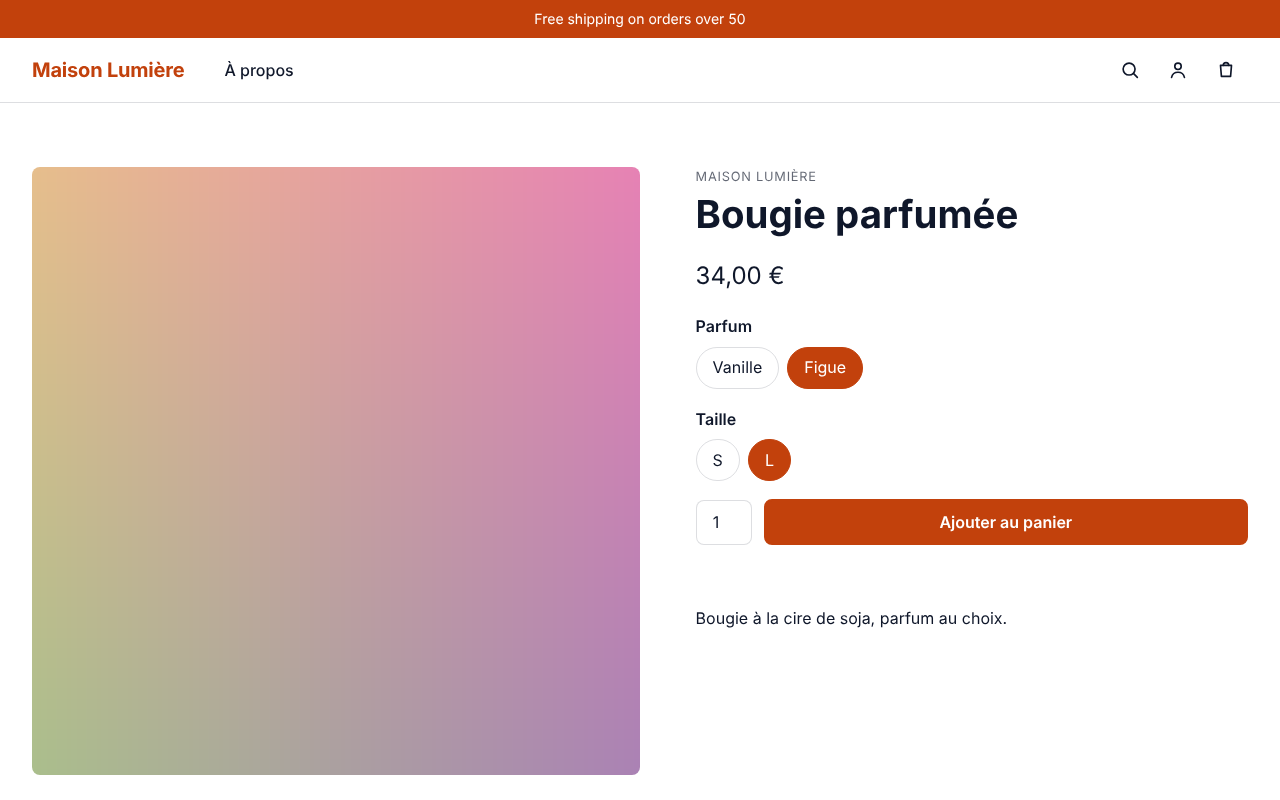 Free shipping on orders over 50
Maison Lumière
À propos
MAISON LUMIÈRE
Bougie parfumée
34,00 €
Parfum
Vanille
Figue
Taille
S
L
1
Ajouter au panier
Bougie à la cire de soja, parfum au choix.